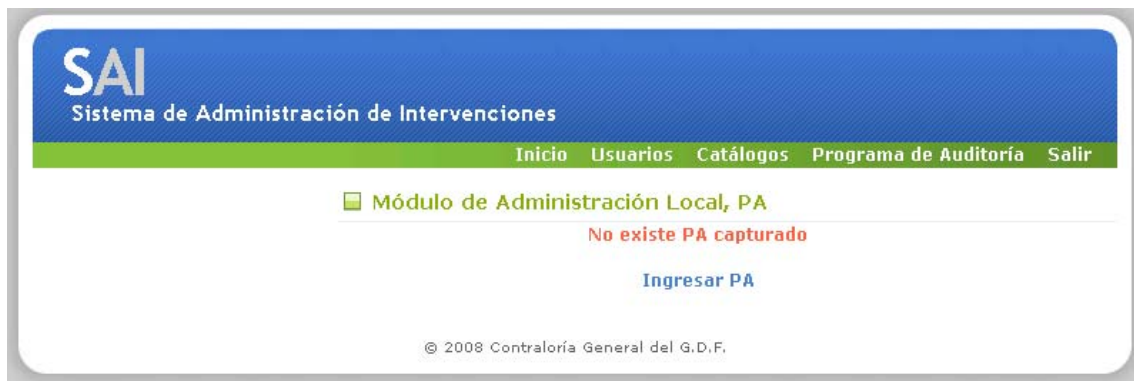 SAI
Sistema de Administración de Intervenciones
Inicio Usuarios Catálogos Programa de Auditoría Salir
Módulo de Administración Local, PA
No existe PA capturado
Ingresar PA
© 2008 Contraloría General del G.D.F.